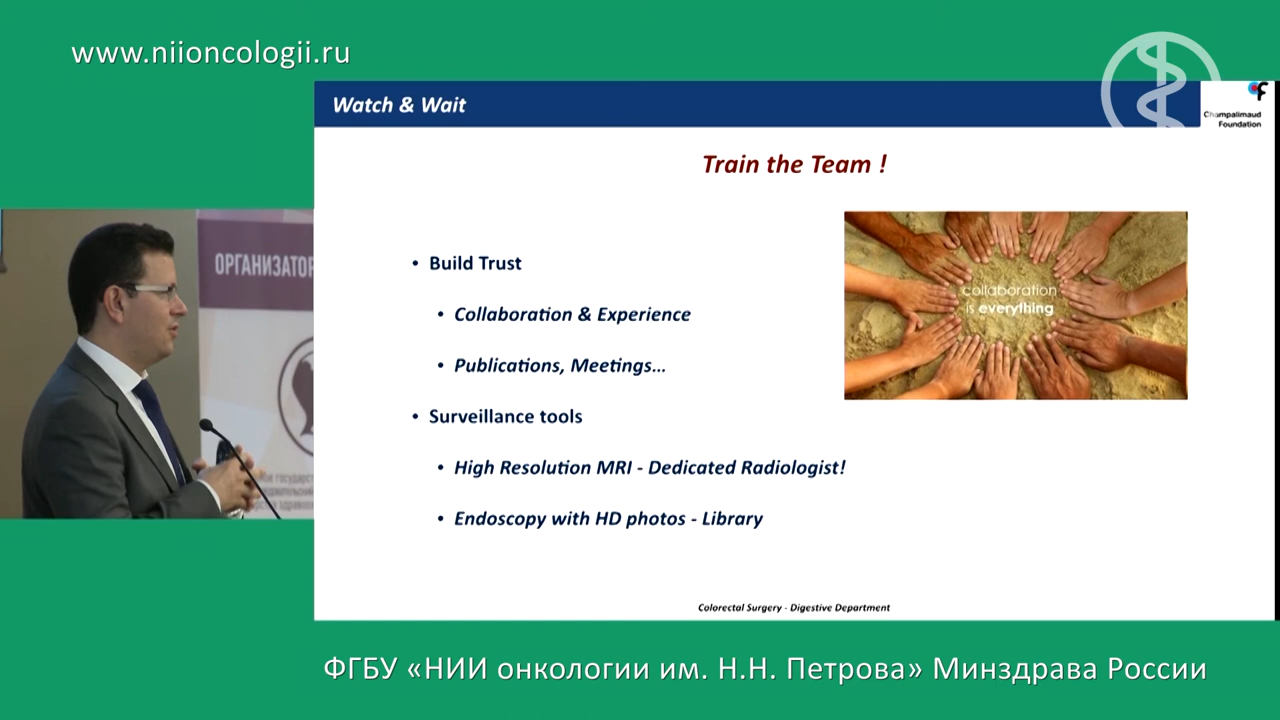 www.niioncologii.ru
Watch & Wait
Champalimaud
Foundation
Train the Team !
ОРГАНИЗАТОР
• Build Trust
• Collaboration & Experience
• Publications, Meetings...
• Surveillance tools
• High Resolution MRI - Dedicated Radiologist!
• Endoscopy with HD photos - Library
collaboration
is everything
Colorectal Surgery - Digestive Department
ФГБУ «НИИ онкологии им. Н.Н. Петрова» Минздрава России